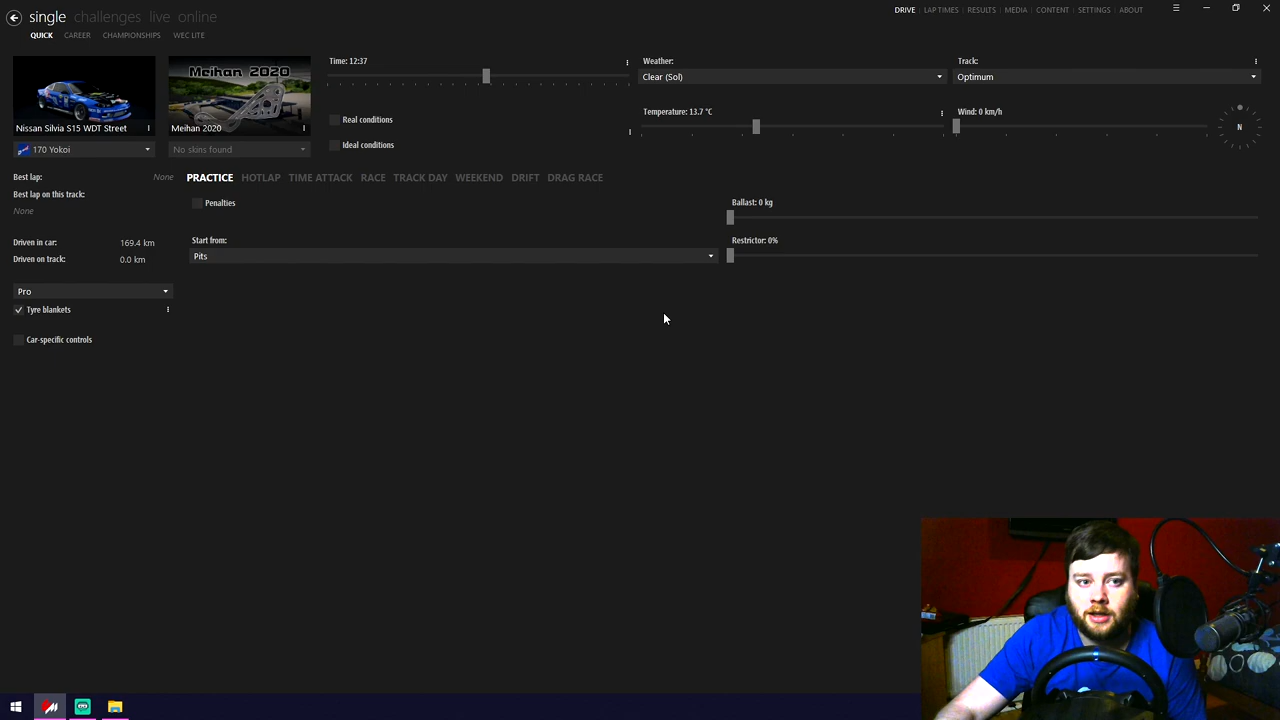 single challenges live online
DRIVE LAP TIMES RESULTS MEDIA CONTENT SETTINGS ABOUT
QUICK CAREER CHAMPIONSHIPS WEC LITE
Nissan Silvia S15 WDT Street
170 Yokoi
Meihan 2020
Meihan 2020
No skins found
Time: 12:37
Real conditions
Ideal conditions
Weather:
Clear (Sol)
Temperature: 13.7 °C
Track:
Optimum
Wind: 0 km/h
N
Best lap: None
Best lap on this track:
None
Driven in car: 169.4 km
Driven on track: 0.0 km
Pro
Tyre blankets
Car-specific controls
PRACTICE HOTLAP TIME ATTACK RACE TRACK DAY WEEKEND DRIFT DRAG RACE
Penalties
Start from:
Pits
Ballast: 0 kg
Restrictor: 0%